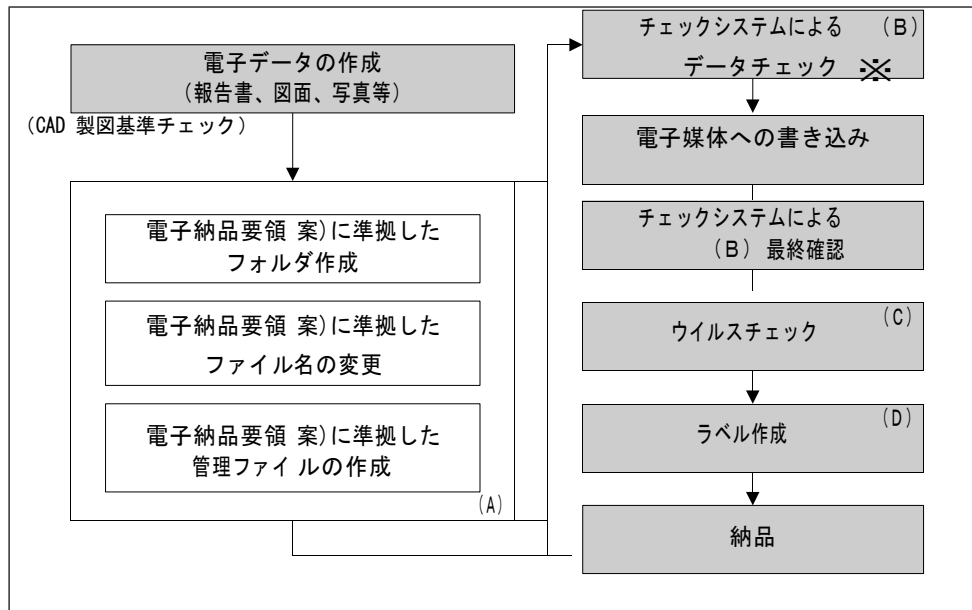 電子データの作成
(報告書、図面、写真等)
(CAD 製図基準チェック)
電子納品要領 案)に準拠した
フォルダ作成
電子納品要領 案)に準拠した
ファイル名の変更
電子納品要領 案)に準拠した
管理ファイ ルの作成
(A)
チェックシステムによる (B)
データチェック ※
電子媒体への書き込み
チェックシステムによる
(B) 最終確認
ウイルスチェック (C)
ラベル作成 (D)
納品